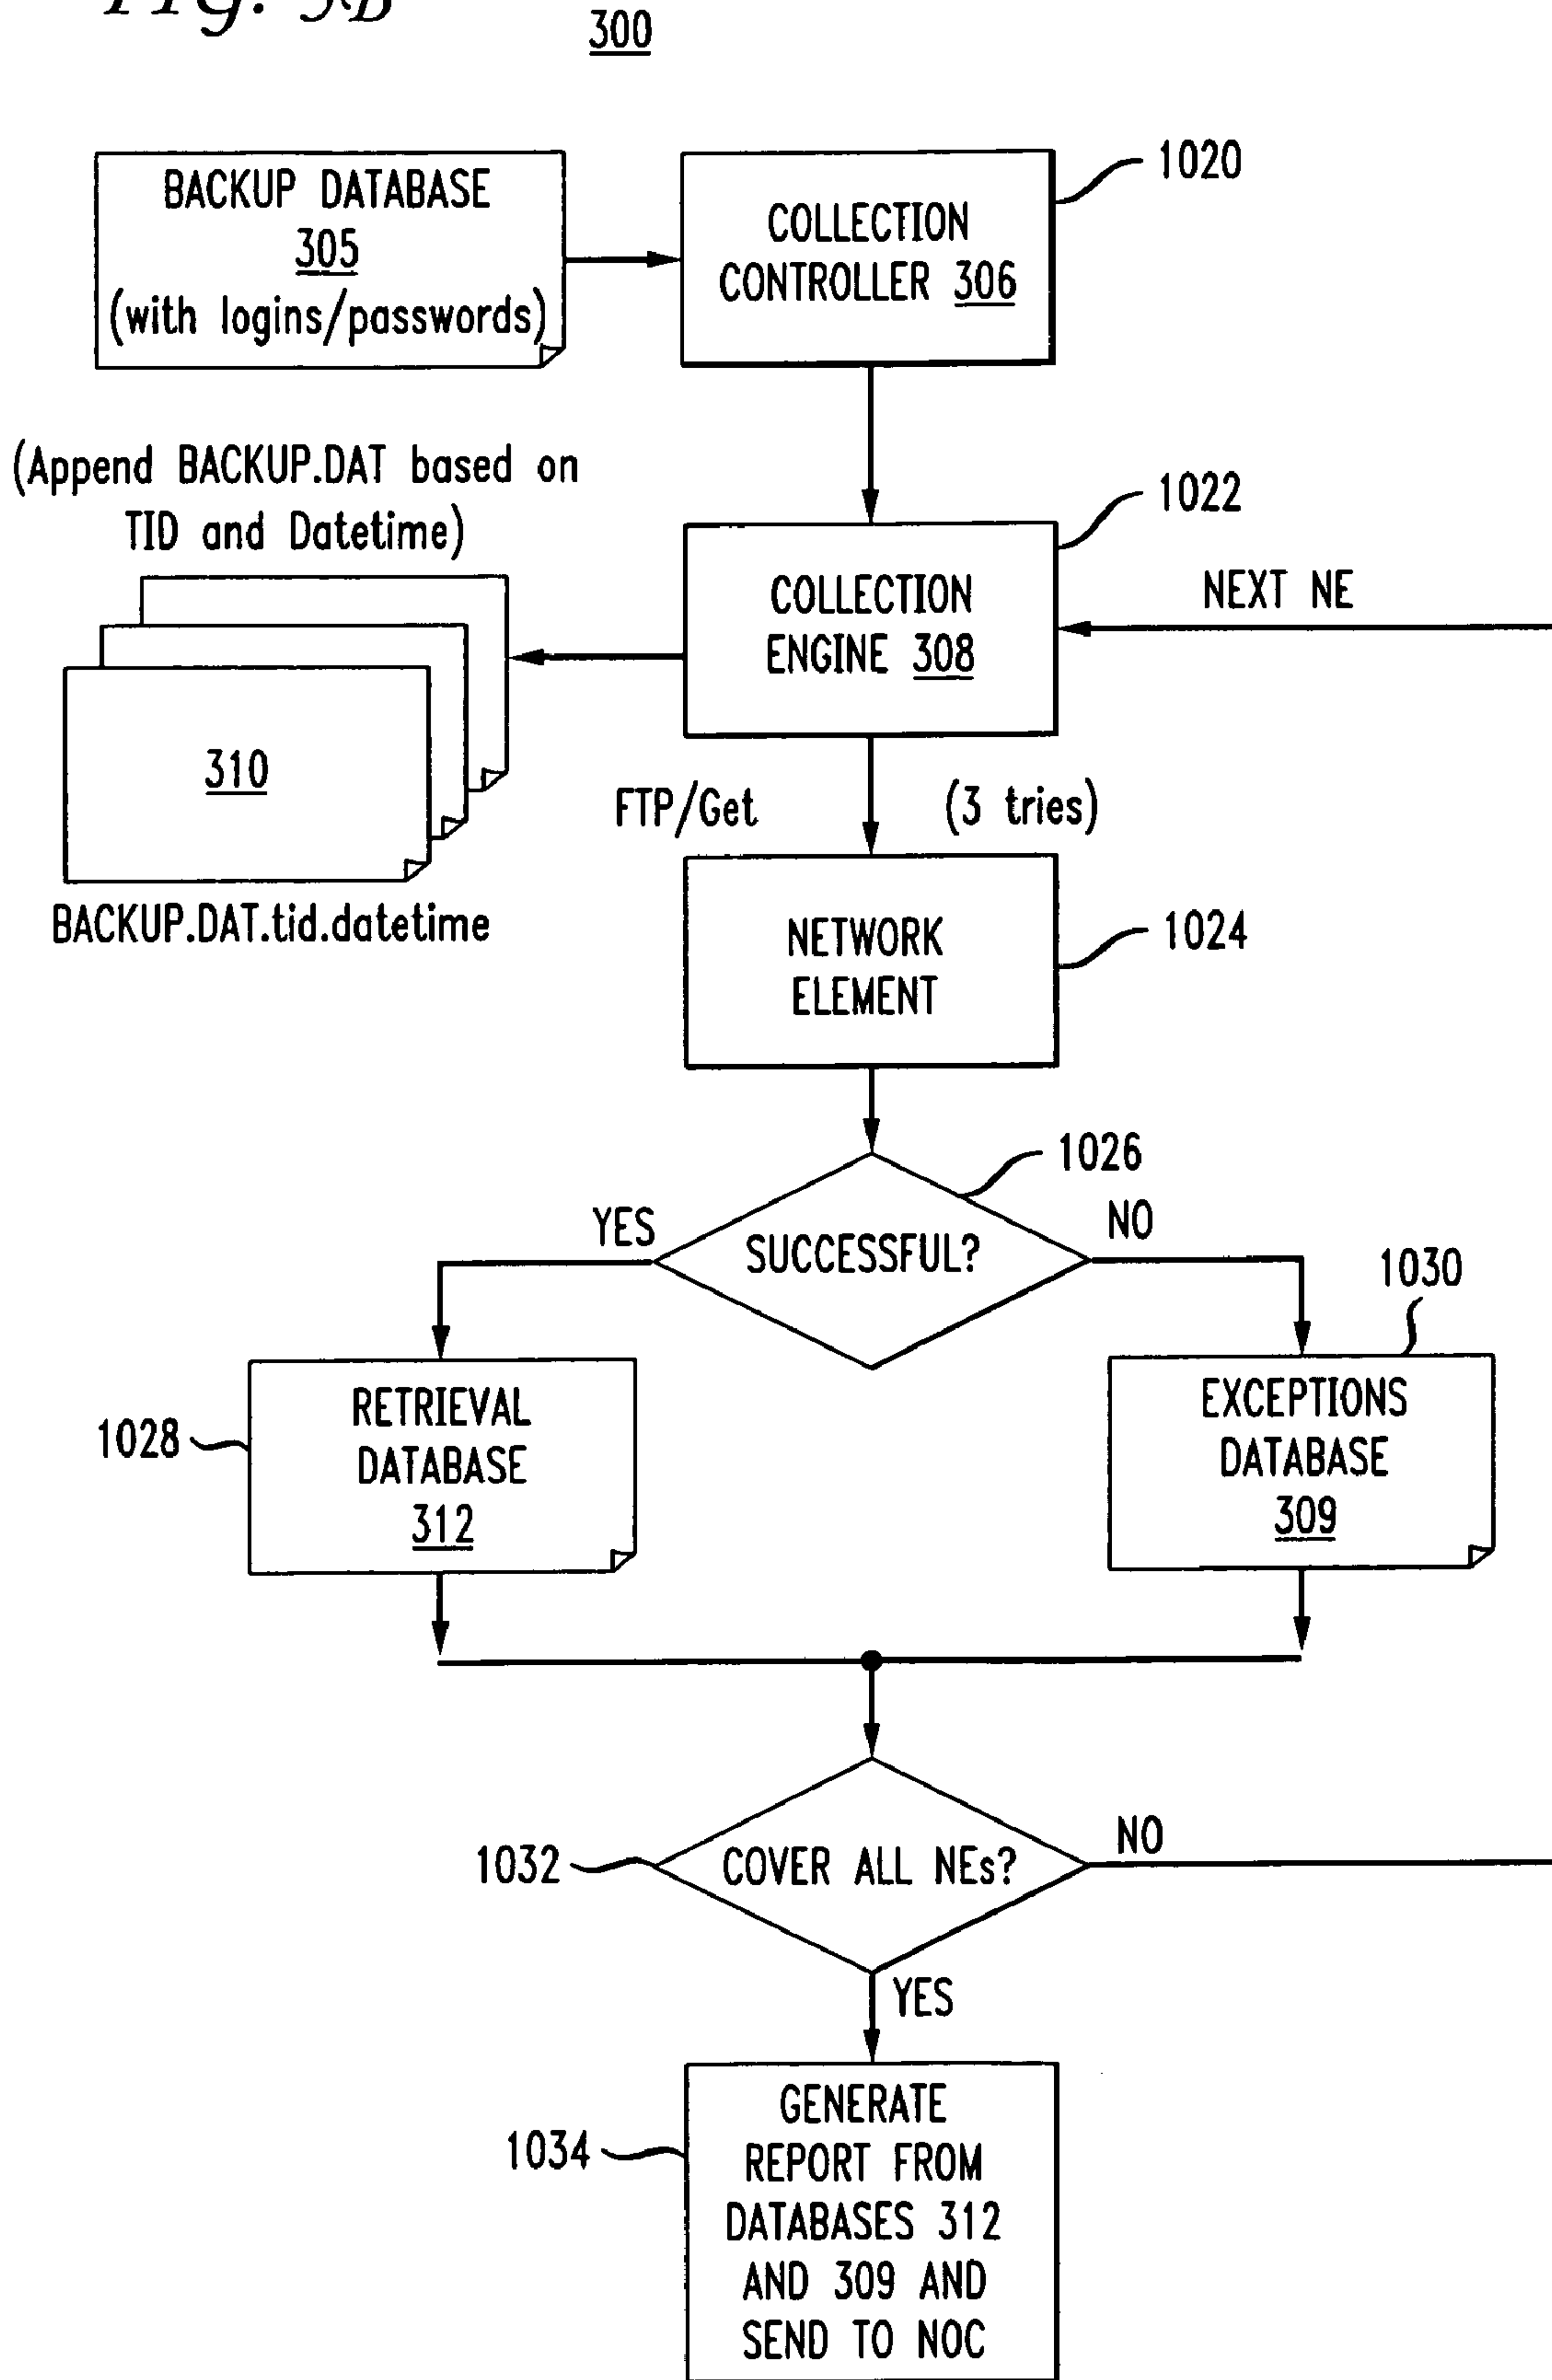 FIG. 3B
300
BACKUP DATABASE
305
(with logins/passwords)
COLLECTION
CONTROLLER 306
1020
(Append BACKUP.DAT based on
TID and Datetime)
1022
COLLECTION
ENGINE 308
NEXT NE
310
BACKUP.DAT.tid.datetime
FTP/Get
(3 tries)
NETWORK
ELEMENT
1024
1026
YES
SUCCESSFUL?
NO
1030
1028
RETRIEVAL
DATABASE
312
EXCEPTIONS
DATABASE
309
1032
COVER ALL NEs?
NO
YES
1034
GENERATE
REPORT FROM
DATABASES 312
AND 309 AND
SEND TO NOC